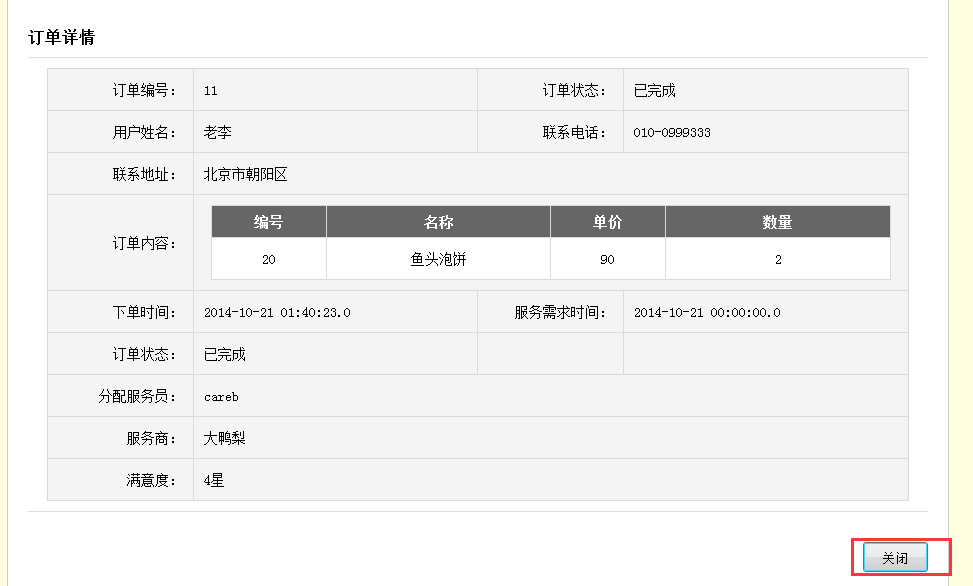 订单详情
订单编号： 11 订单状态： 已完成
用户姓名： 老李 联系电话： 010-0999333
联系地址： 北京市朝阳区
订单内容：
编号 名称 单价 数量
20 鱼头泡饼 90 2
下单时间： 2014-10-21 01:40:23.0 服务需求时间： 2014-10-21 00:00:00.0
订单状态： 已完成
分配服务员： careb
服务商： 大鸭梨
满意度： 4星
关闭